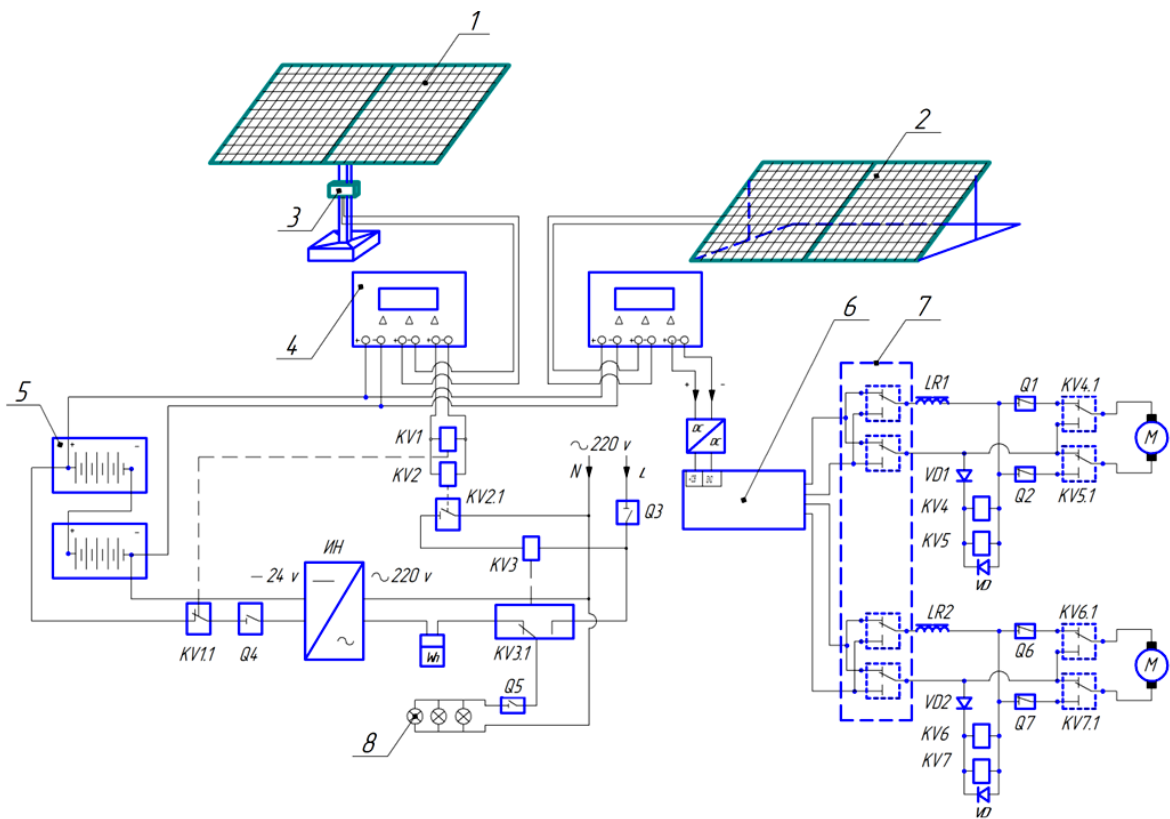 1
2
3
4
+ - + - + -
+ - + - + -
5
6
7
+ -
DC
DC
+ -
KV1
KV2
~220 v
N
L
KV2.1
Q3
LR1
Q1
KV4.1
M
VD1
KV4
KV5
Q2
KV5.1
VD
+ -
ИН
KV3
— 24 v
~220 v
KV1.1
Q4
~
Wh
KV3.1
Q5
8
LR2
Q6
KV6.1
M
VD2
KV6
KV7
Q7
KV7.1
VD